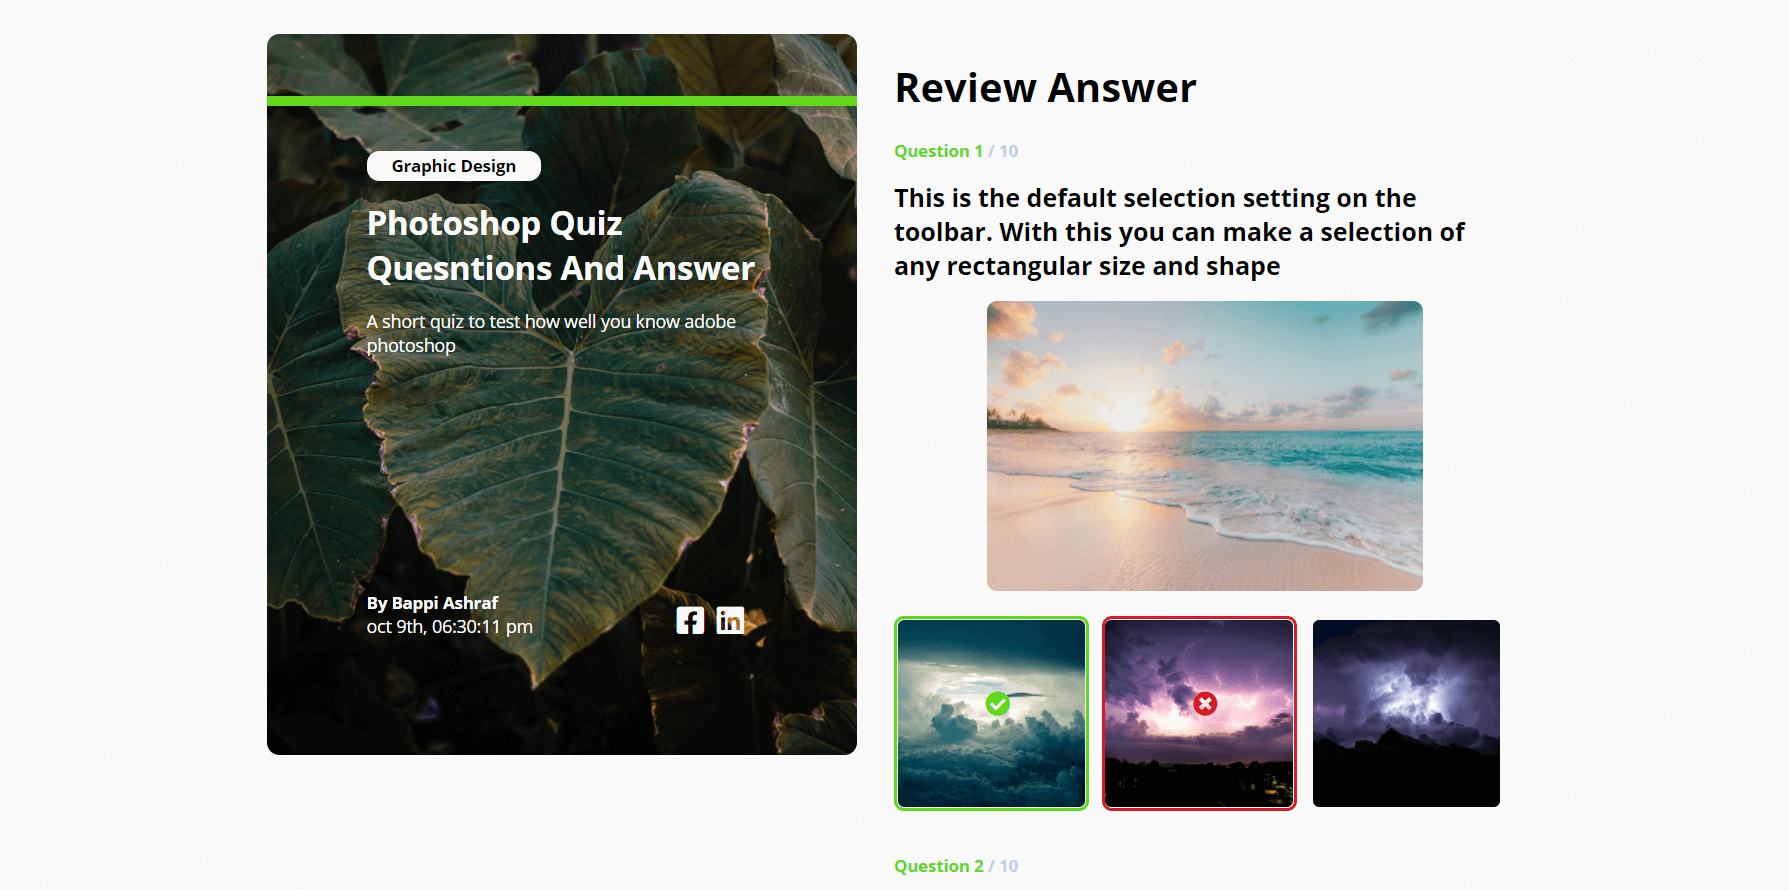 Graphic Design
Photoshop Quiz
Quesntions And Answer
A short quiz to test how well you know adobe
photoshop
By Bappi Ashraf
oct 9th, 06:30:11 pm
Review Answer
Question 1 / 10
This is the default selection setting on the
toolbar. With this you can make a selection of
any rectangular size and shape
Question 2 / 10